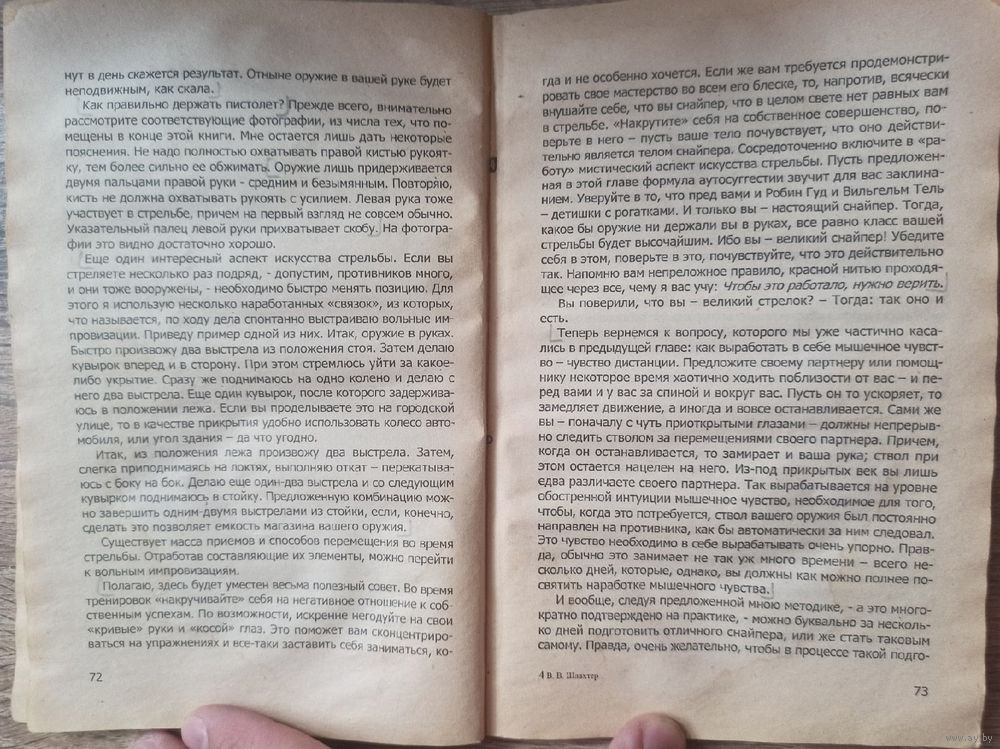 нут в день скажется результат. Отныне оружие в вашей руке будет
неподвижным, как скала.
Как правильно держать пистолет? Прежде всего, внимательно
рассмотрите соответствующие фотографии, из числа тех, что по-
мещены в конце этой книги. Мне остается лишь дать некоторые
пояснения. Не надо полностью охватывать правой кистью рукоят-
ку, тем более сильно ее обжимать. Оружие лишь придерживается
двумя пальцами правой руки - средним и безымянным. Повторяю,
кисть не должна охватывать рукоять с усилием. Левая рука тоже
участвует в стрельбе, причем на первый взгляд не совсем обычно.
Указательный палец левой руки прихватывает скобу. На фотогра-
фии это видно достаточно хорошо.
Еще один интересный аспект искусства стрельбы. Если вы
стреляете несколько раз подряд, - допустим, противников много,
и они тоже вооружены, - необходимо быстро менять позицию. Для
этого я использую несколько наработанных «связок», из которых,
что называется, по ходу дела спонтанно выстраиваю вольные им-
провизации. Приведу пример одной из них. Итак, оружие в руках.
Быстро произвожу два выстрела из положения стоя. Затем делаю
кувырок вперед и в сторону. При этом стремлюсь уйти за какое-
либо укрытие. Сразу же поднимаюсь на одно колено и делаю с
него два выстрела. Еще один кувырок, после которого задержива-
юсь в положении лежа. Если вы проделываете это на городской
улице, то в качестве прикрытия удобно использовать колесо авто-
мобиля, или угол здания – да что угодно.
Итак, из положения лежа произвожу два выстрела. Затем,
слегка приподнимаясь на локтях, выполняю откат – перекатыва-
юсь с боку на бок. Делаю еще один-два выстрела и со следующим
кувырком поднимаюсь в стойку. Предложенную комбинацию мож-
но завершить одним-двумя выстрелами из стойки, если, конечно,
сделать это позволяет емкость магазина вашего оружия.
Существует масса приемов и способов перемещения во время
стрельбы. Отработав составляющие их элементы, можно перейти
к вольным импровизациям.
Полагаю, здесь будет уместен весьма полезный совет. Во время
тренировок «накручивайте» себя на негативное отношение к соб-
ственным успехам. По возможности, искренне негодуйте на свои
«кривые» руки и «косой» глаз. Это поможет вам сконцентриро-
ваться на упражнениях и все-таки заставить себя заниматься, ко-
72
гда и не особенно хочется. Если же вам требуется продемонстри-
ровать свое мастерство во всем его блеске, то, напротив, всячески
внушайте себе, что вы снайпер, что в целом свете нет равных вам
в стрельбе. «Накрутите» себя на собственное совершенство, по-
верьте в него – пусть ваше тело почувствует, что оно действи-
тельно является телом снайпера. Сосредоточенно включите в «ра-
боту» мистический аспект искусства стрельбы. Пусть предложен-
ная в этой главе формула аутосуггестии звучит для вас заклина-
нием. Уверуйте в то, что пред вами и Робин Гуд и Вильгельм Тель
– детишки с рогатками. И только вы – настоящий снайпер. Тогда,
какое бы оружие ни держали вы в руках, все равно класс вашей
стрельбы будет высочайшим. Ибо вы – великий снайпер! Убедите
себя в этом, поверьте в это, почувствуйте, что это действительно
так. Напомню вам непреложное правило, красной нитью проходя-
щее через все, чему я вас учу: Чтобы это работало, нужно верить.
Вы поверили, что вы – великий стрелок? – Тогда: так оно и
есть.
Теперь вернемся к вопросу, которого мы уже частично каса-
лись в предыдущей главе: как выработать в себе мышечное чувст-
во – чувство дистанции. Предложите своему партнеру или помощ-
нику некоторое время хаотично ходить поблизости от вас – и пе-
ред вами и у вас за спиной и вокруг вас. Пусть он то ускоряет, то
замедляет движение, а иногда и вовсе останавливается. Сами же
вы – поначалу с чуть приоткрытыми глазами – должны непрерыв-
но следить стволом за перемещениями своего партнера. Причем,
когда он останавливается, то замирает и ваша рука; ствол при
этом остается нацелен на него. Из-под прикрытых век вы лишь
едва различаете своего партнера. Так вырабатывается на уровне
обостренной интуиции мышечное чувство, необходимое для того,
чтобы, когда это потребуется, ствол вашего оружия был постоянно
направлен на противника, как бы автоматически за ним следовал.
Это чувство необходимо в себе вырабатывать очень упорно. Прав-
да, обычно это занимает не так уж много времени – всего не-
сколько дней, которые, однако, вы должны как можно полнее по-
святить наработке мышечного чувства.
И вообще, следуя предложенной мною методике, - а это много-
кратно подтверждено на практике, - можно буквально за несколь-
ко дней подготовить отличного снайпера, или же стать таковым
самому. Правда, очень желательно, чтобы в процессе такой подго-
4 В. В. Шлахтер
73
www.ay.by